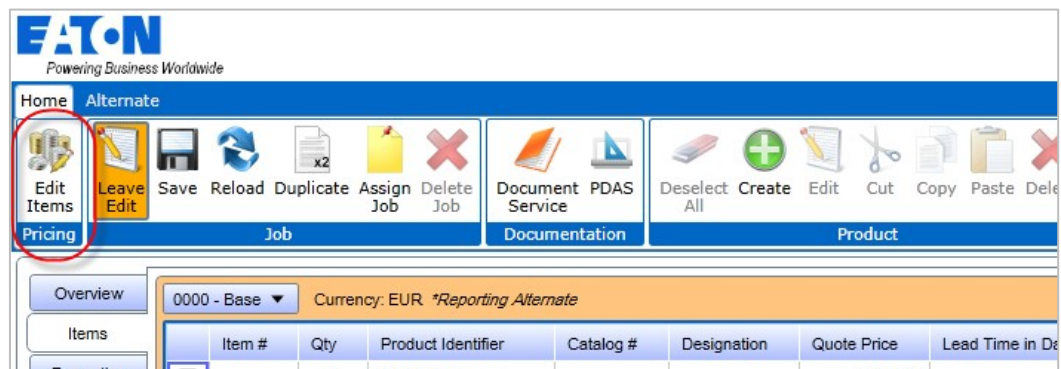 EATON
Powering Business Worldwide
Home Alternate
Edit Items Leave Edit Save Reload x2 Duplicate Assign Job Delete Job Document Service PDAS Deselect All Create Edit Cut Copy Paste Dele
Pricing Job Documentation Product
Overview
0000 - Base Currency: EUR *Reporting Alternate
Items
Item # Qty Product Identifier Catalog # Designation Quote Price Lead Time in Da